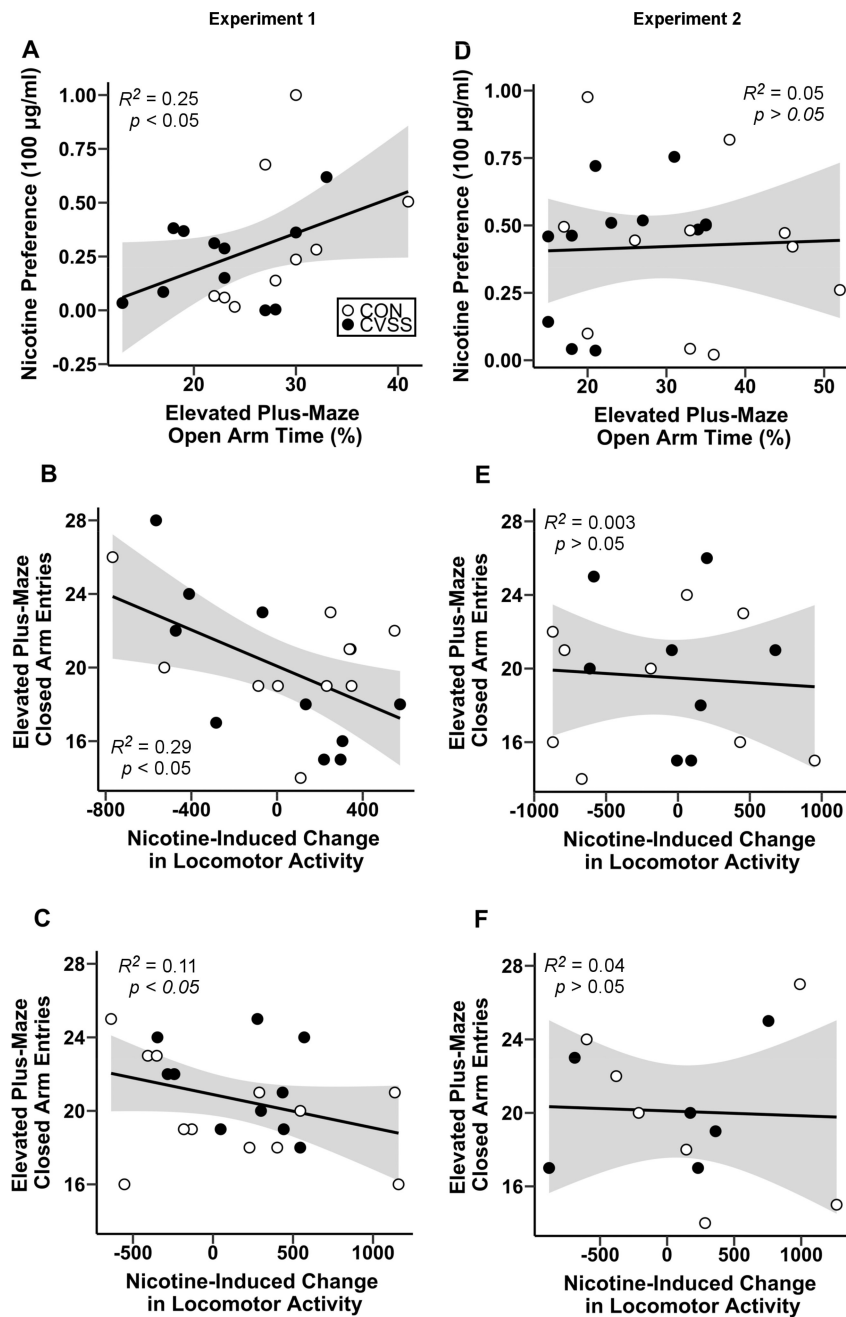 Experiment 1
A
R² = 0.25
p < 0.05
1.00
0.75
0.50
0.25
0.00
-0.25
Nicotine Preference (100 µg/ml)
CON
CVSS
20
30
40
Elevated Plus-Maze
Open Arm Time (%)
B
28
24
20
16
Elevated Plus-Maze
Closed Arm Entries
R² = 0.29
p < 0.05
-800
-400
0
400
Nicotine-Induced Change
in Locomotor Activity
C
R² = 0.11
p < 0.05
28
24
20
16
Elevated Plus-Maze
Closed Arm Entries
-500
0
500
1000
Nicotine-Induced Change
in Locomotor Activity
Experiment 2
D
R² = 0.05
p > 0.05
1.00
0.75
0.50
0.25
0.00
Nicotine Preference (100 µg/ml)
20
30
40
50
Elevated Plus-Maze
Open Arm Time (%)
E
R² = 0.003
p > 0.05
28
24
20
16
Elevated Plus-Maze
Closed Arm Entries
-1000
-500
0
500
1000
Nicotine-Induced Change
in Locomotor Activity
F
R² = 0.04
p > 0.05
28
24
20
16
Elevated Plus-Maze
Closed Arm Entries
-500
0
500
1000
Nicotine-Induced Change
in Locomotor Activity